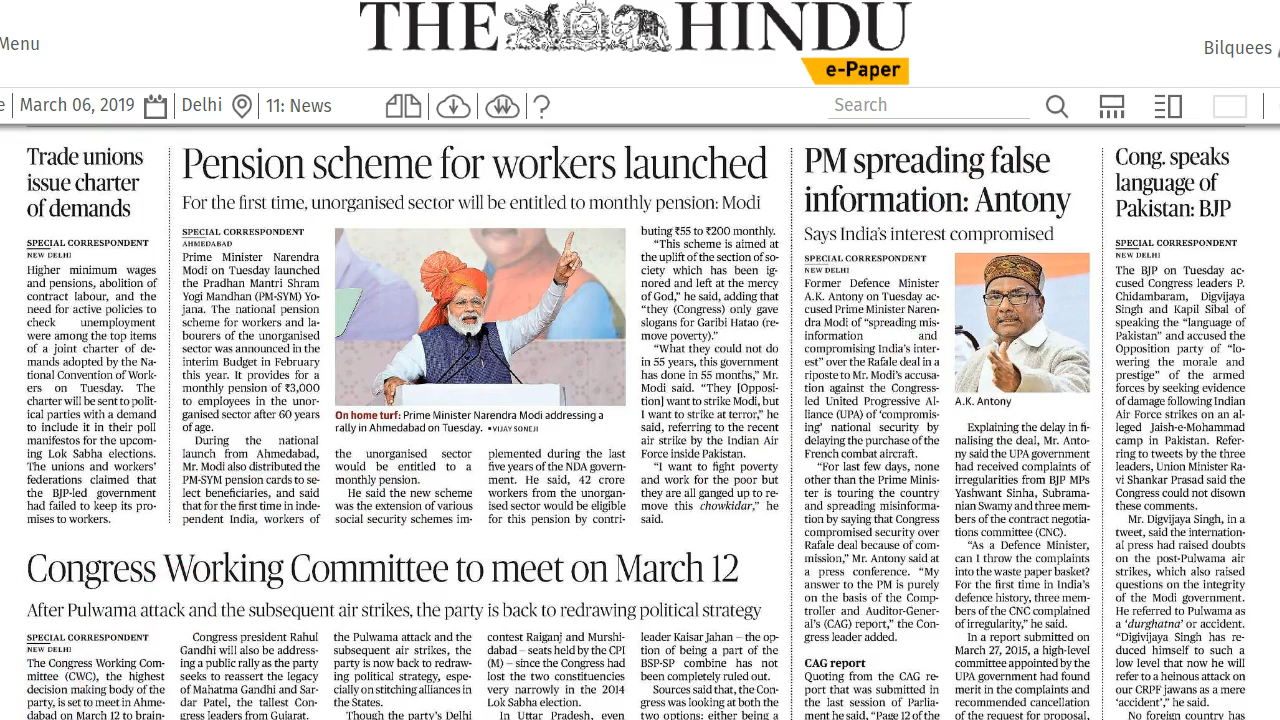 THE HINDU
e-Paper
Menu
Bilquees
e
March 06, 2019
Delhi
11: News
?
Search
Trade unions
issue charter
of demands
SPECIAL CORRESPONDENT
NEW DELHI
Higher minimum wages
and pensions, abolition of
contract labour, and the
need for active policies to
check unemployment
were among the top items
of a joint charter of de-
mands adopted by the Na-
tional Convention of Work-
ers on Tuesday. The
charter will be sent to polit-
ical parties with a demand
to include it in their poll
manifestos for the upcom-
ing Lok Sabha elections.
The unions and workers'
federations claimed that
the BJP-led government
had failed to keep its pro-
mises to workers.
Pension scheme for workers launched
For the first time, unorganised sector will be entitled to monthly pension: Modi
SPECIAL CORRESPONDENT
AHMEDABAD
Prime Minister Narendra
Modi on Tuesday launched
the Pradhan Mantri Shram
Yogi Mandhan (PM-SYM) Yo-
jana. The national pension
scheme for workers and la-
bourers of the unorganised
sector was announced in the
interim Budget in February
this year. It provides for a
monthly pension of ₹3,000
to employees in the unor-
ganised sector after 60 years
of age.
During the national
launch from Ahmedabad,
Mr. Modi also distributed the
PM-SYM pension cards to se-
lect beneficiaries, and said
that for the first time in inde-
pendent India, workers of
On home turf: Prime Minister Narendra Modi addressing a
rally in Ahmedabad on Tuesday. ▪VIJAY SONEJI
the unorganised sector
would be entitled to a
monthly pension.
He said the new scheme
was the extension of various
social security schemes im-
plemented during the last
five years of the NDA govern-
ment. He said, 42 crore
workers from the unorgan-
ised sector would be eligible
for this pension by contri-
buting ₹55 to ₹200 monthly.
"This scheme is aimed at
the uplift of the section of so-
ciety which has been ig-
nored and left at the mercy
of God," he said, adding that
"they (Congress) only gave
slogans for Garibi Hatao (re-
move poverty)."
"What they could not do
in 55 years, this government
has done in 55 months," Mr.
Modi said. "They [Opposi-
tion] want to strike Modi, but
I want to strike at terror," he
said, referring to the recent
air strike by the Indian Air
Force inside Pakistan.
"I want to fight poverty
and work for the poor but
they are all ganged up to re-
move this chowkidar," he
said.
PM spreading false
information: Antony
Says India's interest compromised
SPECIAL CORRESPONDENT
NEW DELHI
Former Defence Minister
A.K. Antony on Tuesday ac-
cused Prime Minister Naren-
dra Modi of "spreading mis-
information and
compromising India's inter-
est" over the Rafale deal in a
riposte to Mr. Modi's accusa-
tion against the Congress-
led United Progressive Al-
liance (UPA) of 'compromis-
ing' national security by
delaying the purchase of the
French combat aircraft.
"For last few days, none
other than the Prime Minis-
ter is touring the country
and spreading misinforma-
tion by saying that Congress
compromised security over
Rafale deal because of com-
mission," Mr. Antony said at
a press conference. "My
answer to the PM is purely
on the basis of the Comp-
troller and Auditor-Gener-
al's (CAG) report," the Con-
gress leader added.
CAG report
Quoting from the CAG re-
port that was submitted in
the last session of Parlia-
ment he said, "Page 12 of the
A.K. Antony
Explaining the delay in fi-
nalising the deal, Mr. Anto-
ny said the UPA government
had received complaints of
irregularities from BJP MPs
Yashwant Sinha, Subrama-
nian Swamy and three mem-
bers of the contract negotia-
tions committee (CNC).
"As a Defence Minister,
can I throw the complaints
into the waste paper basket?
For the first time in India's
defence history, three mem-
bers of the CNC complained
of irregularity," he said.
In a report submitted on
March 27, 2015, a high-level
committee appointed by the
UPA government had found
merit in the complaints and
recommended cancellation
of the request for proposal,
Cong. speaks
language of
Pakistan: BJP
SPECIAL CORRESPONDENT
NEW DELHI
The BJP on Tuesday ac-
cused Congress leaders P.
Chidambaram, Digvijaya
Singh and Kapil Sibal of
speaking the "language of
Pakistan" and accused the
Opposition party of "lo-
wering the morale and
prestige" of the armed
forces by seeking evidence
of damage following Indian
Air Force strikes on an al-
leged Jaish-e-Mohammad
camp in Pakistan. Refer-
ring to tweets by the three
leaders, Union Minister Ra-
vi Shankar Prasad said the
Congress could not disown
these comments.
Mr. Digvijaya Singh, in a
tweet, said the internation-
al press had raised doubts
on the post-Pulwama air
strikes, which also raised
questions on the integrity
of the Modi government.
He referred to Pulwama as
a 'durghatna' or accident.
"Digvijaya Singh has re-
duced himself to such a
low level that now he will
refer to a heinous attack on
our CRPF jawans as a mere
'accident'," he said.
No foreign country has
Congress Working Committee to meet on March 12
After Pulwama attack and the subsequent air strikes, the party is back to redrawing political strategy
SPECIAL CORRESPONDENT
NEW DELHI
The Congress Working Com-
mittee (CWC), the highest
decision making body of the
party, is set to meet in Ahme-
dabad on March 12 to brain-
Congress president Rahul
Gandhi will also be address-
ing a public rally as the party
seeks to reassert the legacy
of Mahatma Gandhi and Sar-
dar Patel, the tallest Con-
gress leaders from Gujarat.
the Pulwama attack and the
subsequent air strikes, the
party is now back to redraw-
ing political strategy, espe-
cially on stitching alliances in
the States.
Though the party's Delhi
contest Raiganj and Murshi-
dabad – seats held by the CPI
(M) – since the Congress had
lost the two constituencies
very narrowly in the 2014
Lok Sabha election.
In Uttar Pradesh, even
leader Kaisar Jahan – the op-
tion of being a part of the
BSP-SP combine has not
been completely ruled out.
Sources said that, the Con-
gress was looking at both the
two options: either being a